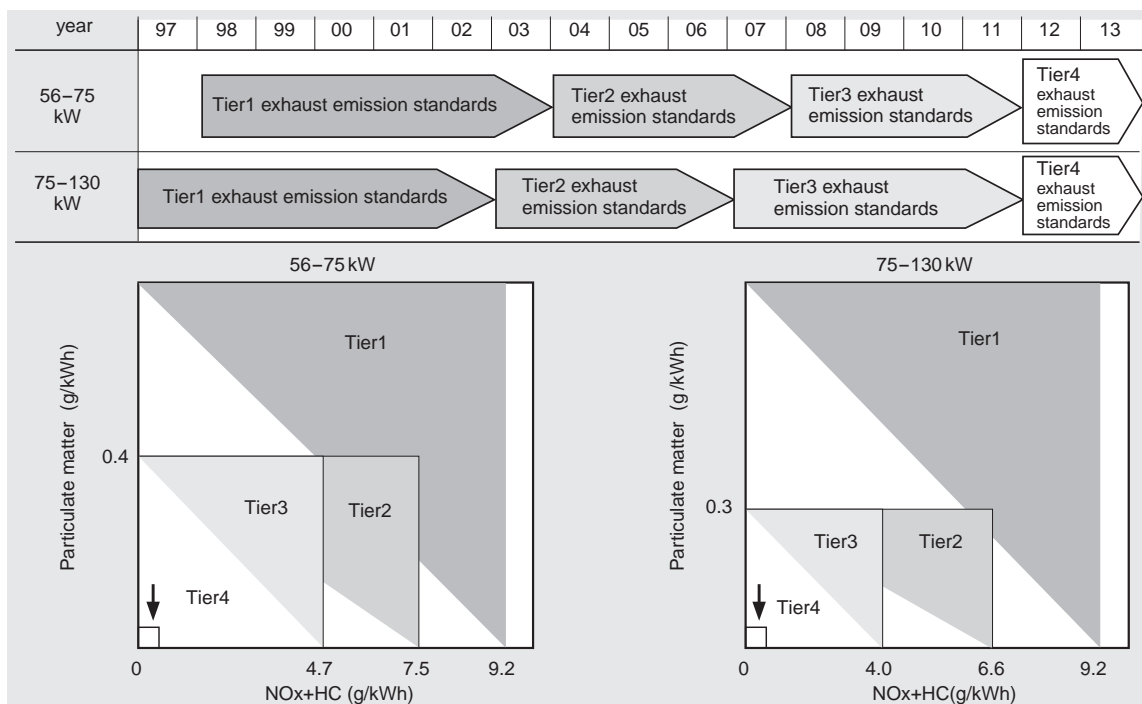 year 97 98 99 00 01 02 03 04 05 06 07 08 09 10 11 12 13
56–75
kW
Tier1 exhaust emission standards
Tier2 exhaust
emission standards
Tier3 exhaust
emission standards
Tier4
exhaust
emission
standards
75–130
kW
Tier1 exhaust emission standards
Tier2 exhaust
emission standards
Tier3 exhaust
emission standards
Tier4
exhaust
emission
standards
56–75 kW
Particulate matter (g/kWh)
Tier1
0.4
Tier3
Tier2
Tier4
0 4.7 7.5 9.2
NOx+HC (g/kWh)
75–130 kW
Particulate matter (g/kWh)
Tier1
0.3
Tier3
Tier2
Tier4
0 4.0 6.6 9.2
NOx+HC(g/kWh)